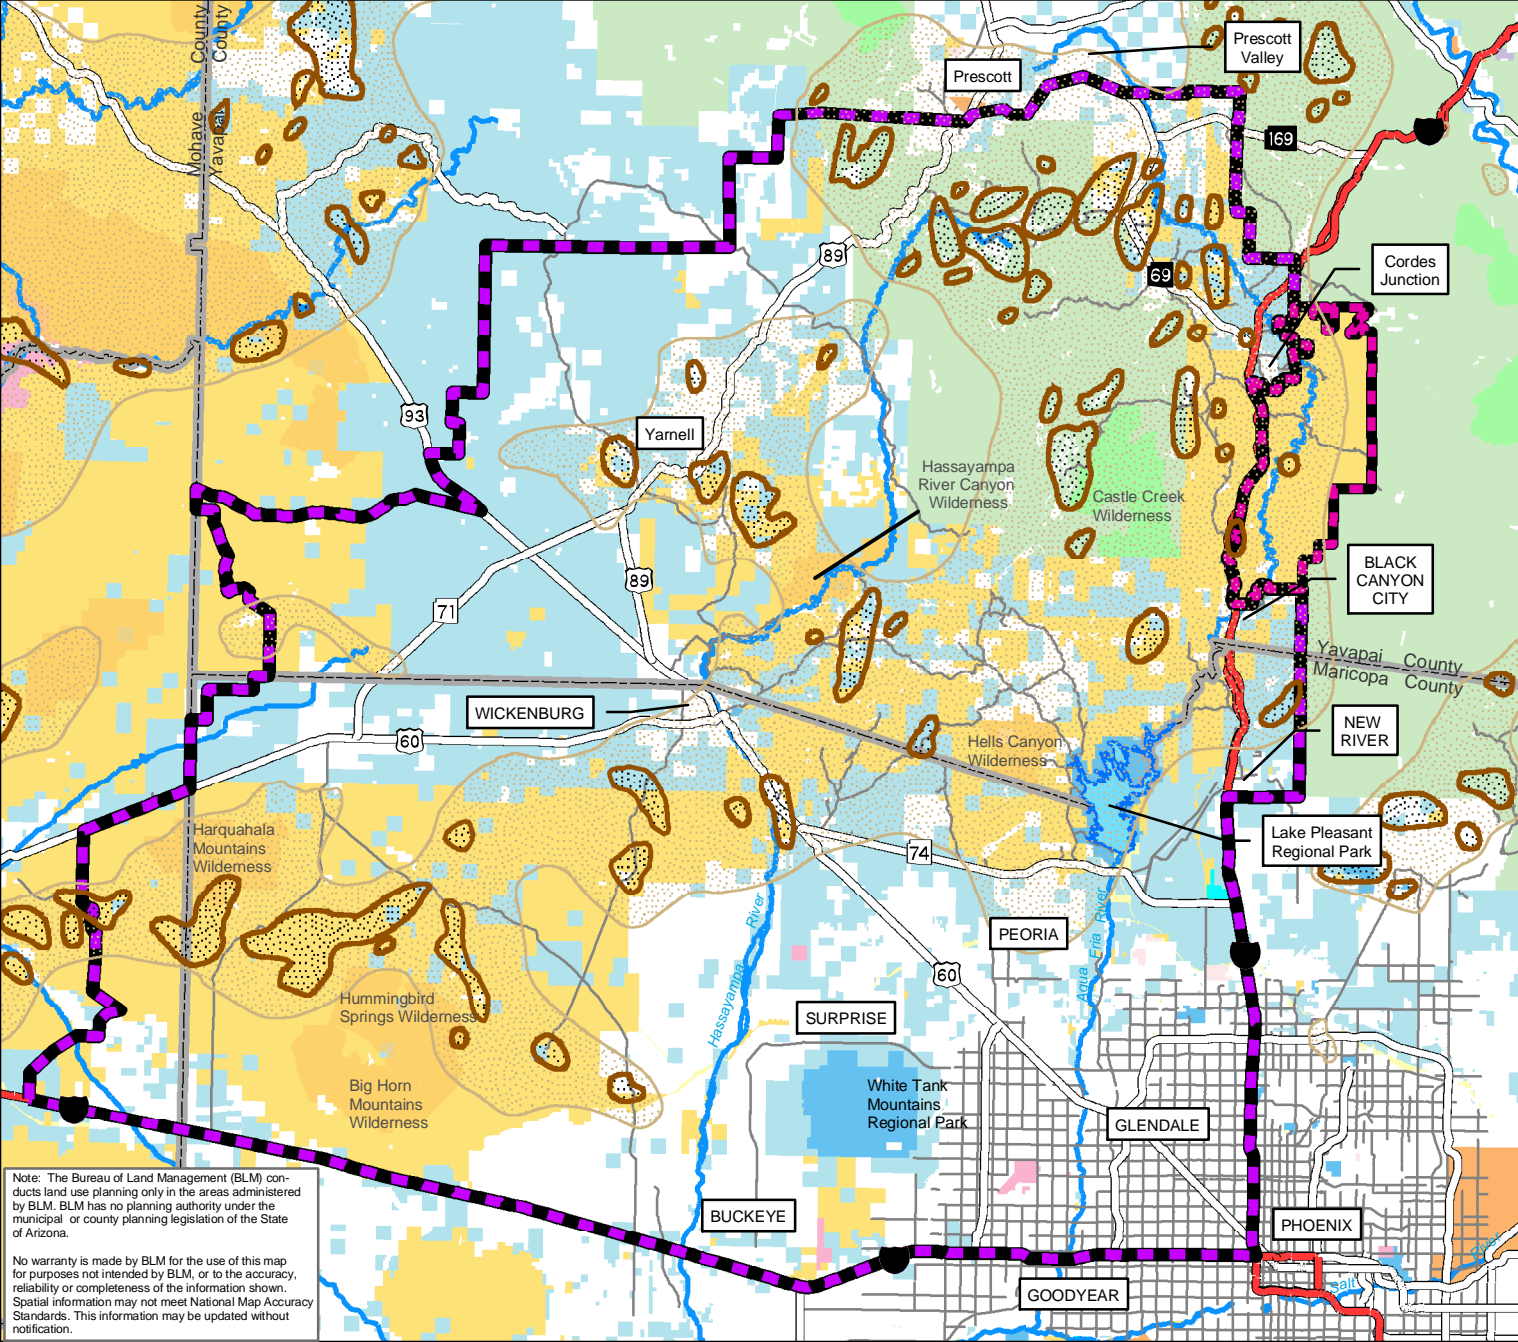 Mohave County
Yavapai County
Prescott
Valley
Prescott
169
89
69
Cordes
Junction
93
Yarnell
Hassayampa
River Canyon
Wilderness
Castle Creek
Wilderness
89
71
BLACK
CANYON
CITY
Yavapai County
Maricopa County
WICKENBURG
60
Hells Canyon
Wilderness
NEW
RIVER
Harquahala
Mountains
Wilderness
74
Lake Pleasant
Regional Park
PEORIA
Hassayampa River
Agua Fria River
60
Hummingbird
Springs Wilderness
SURPRISE
Big Horn
Mountains
Wilderness
White Tank
Mountains
Regional Park
GLENDALE
BUCKEYE
PHOENIX
GOODYEAR
Salt River
Note: The Bureau of Land Management (BLM) con-
ducts land use planning only in the areas administered
by BLM. BLM has no planning authority under the
municipal or county planning legislation of the State
of Arizona.
No warranty is made by BLM for the use of this map
for purposes not intended by BLM, or to the accuracy,
reliability or completeness of the information shown.
Spatial information may not meet National Map Accuracy
Standards. This information may be updated without
notification.